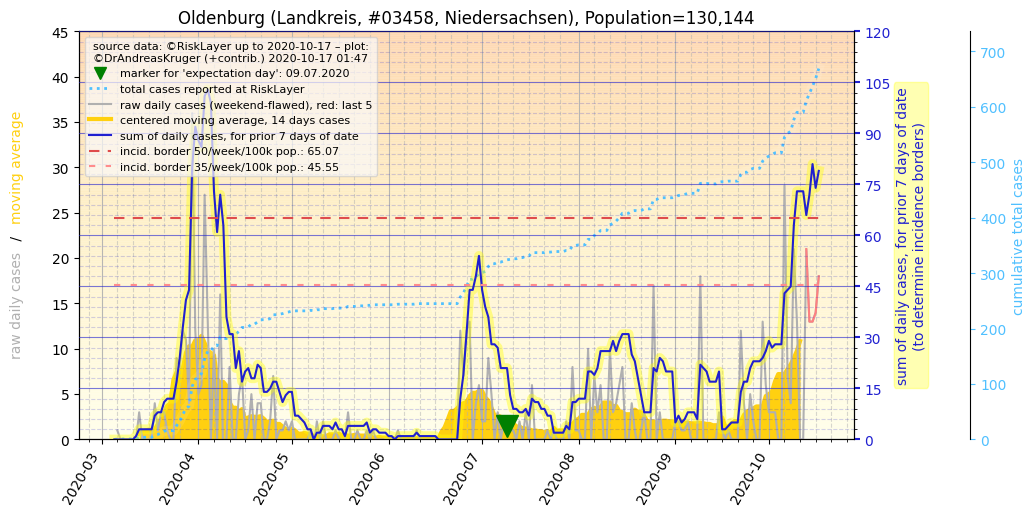 Oldenburg (Landkreis, #03458, Niedersachsen), Population=130,144
source data: ©RiskLayer up to 2020-10-17 – plot:
©DrAndreasKruger (+contrib.) 2020-10-17 01:47
marker for 'expectation day': 09.07.2020
total cases reported at RiskLayer
raw daily cases (weekend-flawed), red: last 5
centered moving average, 14 days cases
sum of daily cases, for prior 7 days of date
incid. border 50/week/100k pop.: 65.07
incid. border 35/week/100k pop.: 45.55
raw daily cases / moving average
45
40
35
30
25
20
15
10
5
0
2020-03
2020-04
2020-05
2020-06
2020-07
2020-08
2020-09
2020-10
120
105
90
75
60
45
30
15
0
sum of daily cases, for prior 7 days of date
(to determine incidence borders)
700
600
500
400
300
200
100
0
cumulative total cases